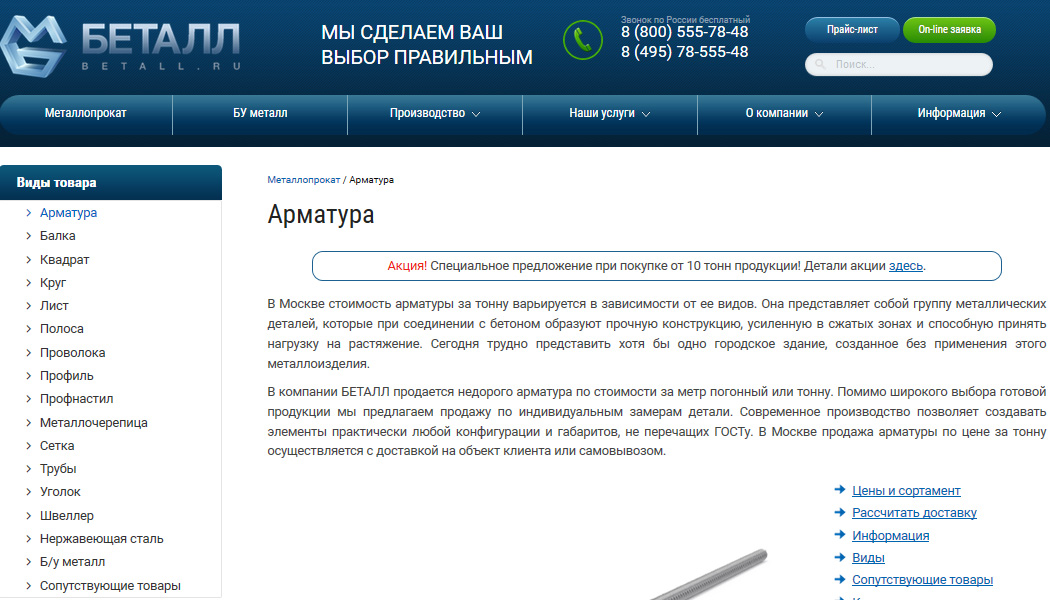 БЕТАЛЛ
BETALL.RU
МЫ СДЕЛАЕМ ВАШ
ВЫБОР ПРАВИЛЬНЫМ
Звонок по России бесплатный
8 (800) 555-78-48
8 (495) 78-555-48
Прайс-лист
On-line заявка
Поиск...
Металлопрокат
БУ металл
Производство
Наши услуги
О компании
Информация
Виды товара
Арматура
Балка
Квадрат
Круг
Лист
Полоса
Проволока
Профиль
Профнастил
Металлочерепица
Сетка
Трубы
Уголок
Швеллер
Нержавеющая сталь
Б/у металл
Сопутствующие товары
Металлопрокат / Арматура
Арматура
Акция! Специальное предложение при покупке от 10 тонн продукции! Детали акции здесь.
В Москве стоимость арматуры за тонну варьируется в зависимости от ее видов. Она представляет собой группу металлических
деталей, которые при соединении с бетоном образуют прочную конструкцию, усиленную в сжатых зонах и способную принять
нагрузку на растяжение. Сегодня трудно представить хотя бы одно городское здание, созданное без применения этого
металлоизделия.
В компании БЕТАЛЛ продается недорого арматура по стоимости за метр погонный или тонну. Помимо широкого выбора готовой
продукции мы предлагаем продажу по индивидуальным замерам детали. Современное производство позволяет создавать
элементы практически любой конфигурации и габаритов, не перечащих ГОСТу. В Москве продажа арматуры по цене за тонну
осуществляется с доставкой на объект клиента или самовывозом.
Цены и сортамент
Рассчитать доставку
Информация
Виды
Сопутствующие товары